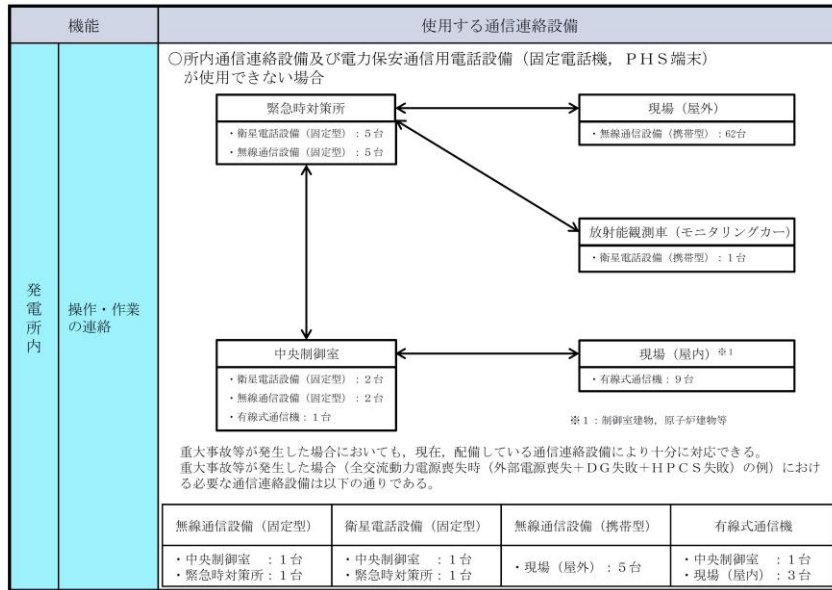 機能
使用する通信連絡設備
発電所内
操作・作業
の連絡
○所内通信連絡設備及び電力保安通信用電話設備（固定電話機，ＰＨＳ端末）
が使用できない場合
緊急時対策所
・衛星電話設備（固定型）：５台
・無線通信設備（固定型）：５台
現場（屋外）
・無線通信設備（携帯型）：62台
放射能観測車（モニタリングカー）
・衛星電話設備（携帯型）：１台
中央制御室
・衛星電話設備（固定型）：２台
・無線通信設備（固定型）：２台
・有線式通信機：１台
現場（屋内）※１
・有線式通信機：９台
※１：制御室建物，原子炉建物等
重大事故等が発生した場合においても，現在，配備している通信連絡設備により十分に対応できる。
重大事故等が発生した場合（全交流動力電源喪失時（外部電源喪失＋ＤＧ失敗＋ＨＰＣＳ失敗）の例）におけ
る必要な通信連絡設備は以下の通りである。
無線通信設備（固定型）
衛星電話設備（固定型）
無線通信設備（携帯型）
有線式通信機
・中央制御室　：１台
・緊急時対策所：１台
・中央制御室　：１台
・緊急時対策所：１台
・現場（屋外）：５台
・中央制御室　：１台
・現場（屋内）：３台